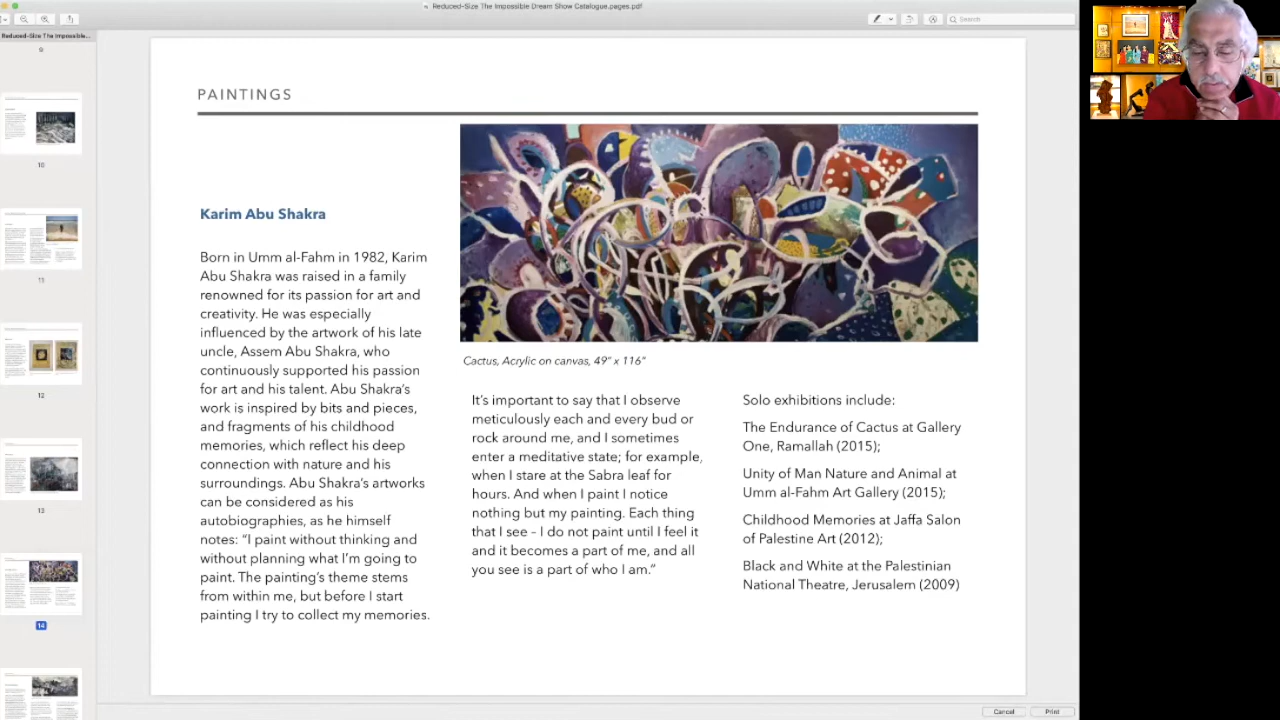 Reduced-Size The Impossible Dream Show Catalogue.pages.pdf
Search
Reduced-Size The Impossible Dream...
9
10
11
12
13
14
PAINTINGS
Karim Abu Shakra
Born in Umm al-Fahm in 1982, Karim
Abu Shakra was raised in a family
renowned for its passion for art and
creativity. He was especially
influenced by the artwork of his late
uncle, Assem Abu Shakra, who
continuously supported his passion
for art and his talent. Abu Shakra's
work is inspired by bits and pieces,
and fragments of his childhood
memories, which reflect his deep
connection with nature and his
surroundings. Abu Shakra's artworks
can be considered as his
autobiographies, as he himself
notes: "I paint without thinking and
without planning what I'm going to
paint. The painting's theme stems
from within me, but before I start
painting I try to collect my memories.
Cactus, Acrylic on canvas, 49" x 116"
It's important to say that I observe
meticulously each and every bud or
rock around me, and I sometimes
enter a meditative state; for example,
when I stare at the Sabra leaf for
hours. And when I paint I notice
nothing but my painting. Each thing
that I see – I do not paint until I feel it
and it becomes a part of me, and all
you see is a part of who I am."
Solo exhibitions include:
The Endurance of Cactus at Gallery
One, Ramallah (2015);
Unity of Man Nature and Animal at
Umm al-Fahm Art Gallery (2015);
Childhood Memories at Jaffa Salon
of Palestine Art (2012);
Black and White at the Palestinian
National Theatre, Jerusalem (2009)
Cancel
Print